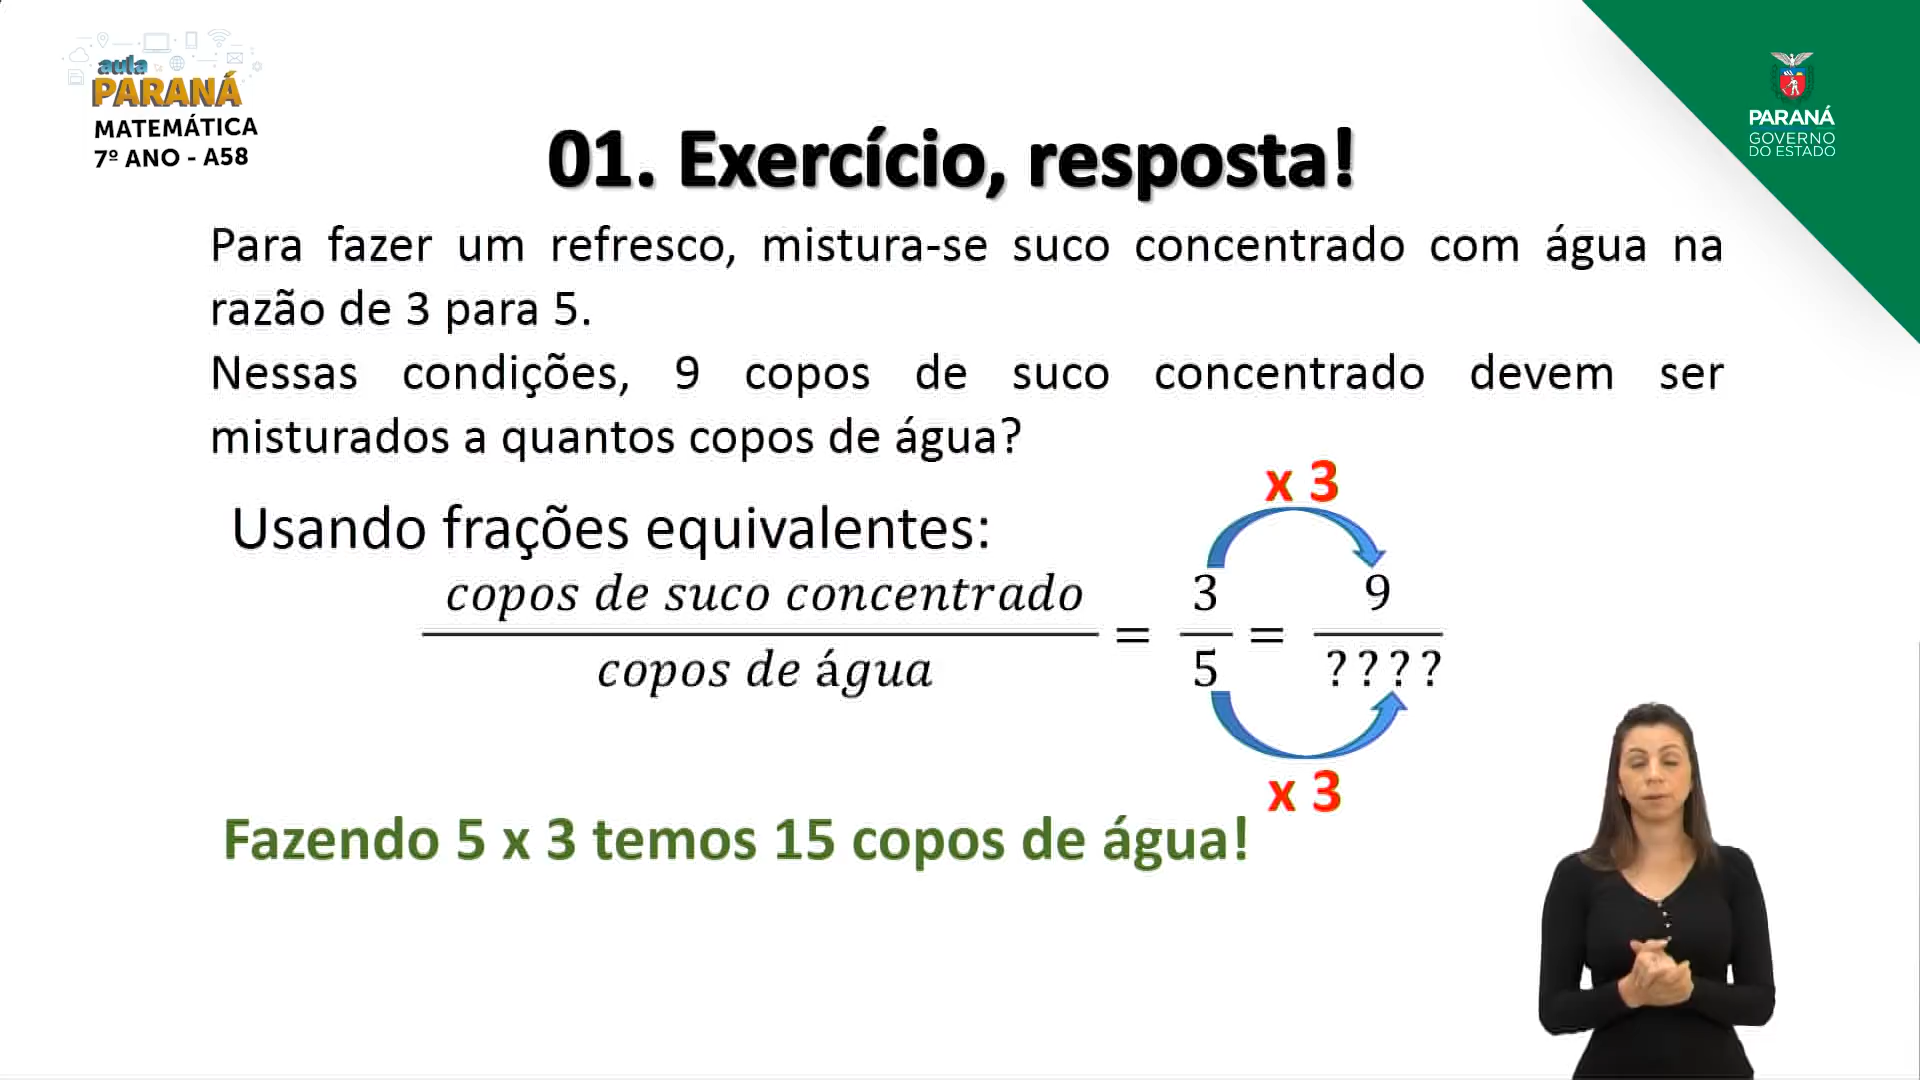 aula
PARANÁ
MATEMÁTICA
7º ANO - A58
PARANÁ
GOVERNO
DO ESTADO
01. Exercício, resposta!
Para fazer um refresco, mistura-se suco concentrado com água na
razão de 3 para 5.
Nessas condições, 9 copos de suco concentrado devem ser
misturados a quantos copos de água?
Usando frações equivalentes:
x 3
copos de suco concentrado / copos de água = 3/5 = 9/????
x 3
Fazendo 5 x 3 temos 15 copos de água!